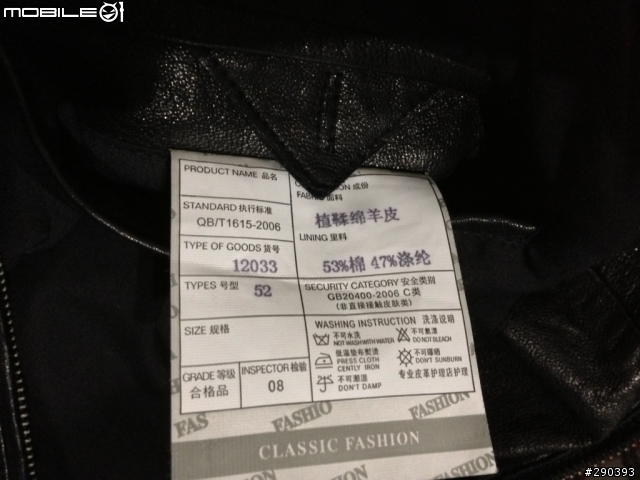 MOBILE01
PRODUCT NAME 品名
STANDARD 执行标准
QB/T1615-2006
TYPE OF GOODS 货号
12033
TYPES 号型
52
SIZE 规格
GRADE 等级
合格品
INSPECTOR 检验
08
ION 成份
FABRIC 面料
植鞣绵羊皮
LINING 里料
53%棉 47%涤纶
SECURITY CATEGORY 安全类别
GB20400-2006 C类
(非直接接触皮肤类)
WASHING INSTRUCTION 洗涤说明
不可水洗
NOT WASH WITH WATER
不可氯漂
DO NOT BLEACH
低温垫布熨烫
PRESS CLOTH
CENTLY IRON
不可曝晒
DON'T SUNBURN
不可潮湿
DON'T DAMP
专业皮革护理店护理
FAS
FASHIO
FASHION
CLASSIC FASHION
#290393